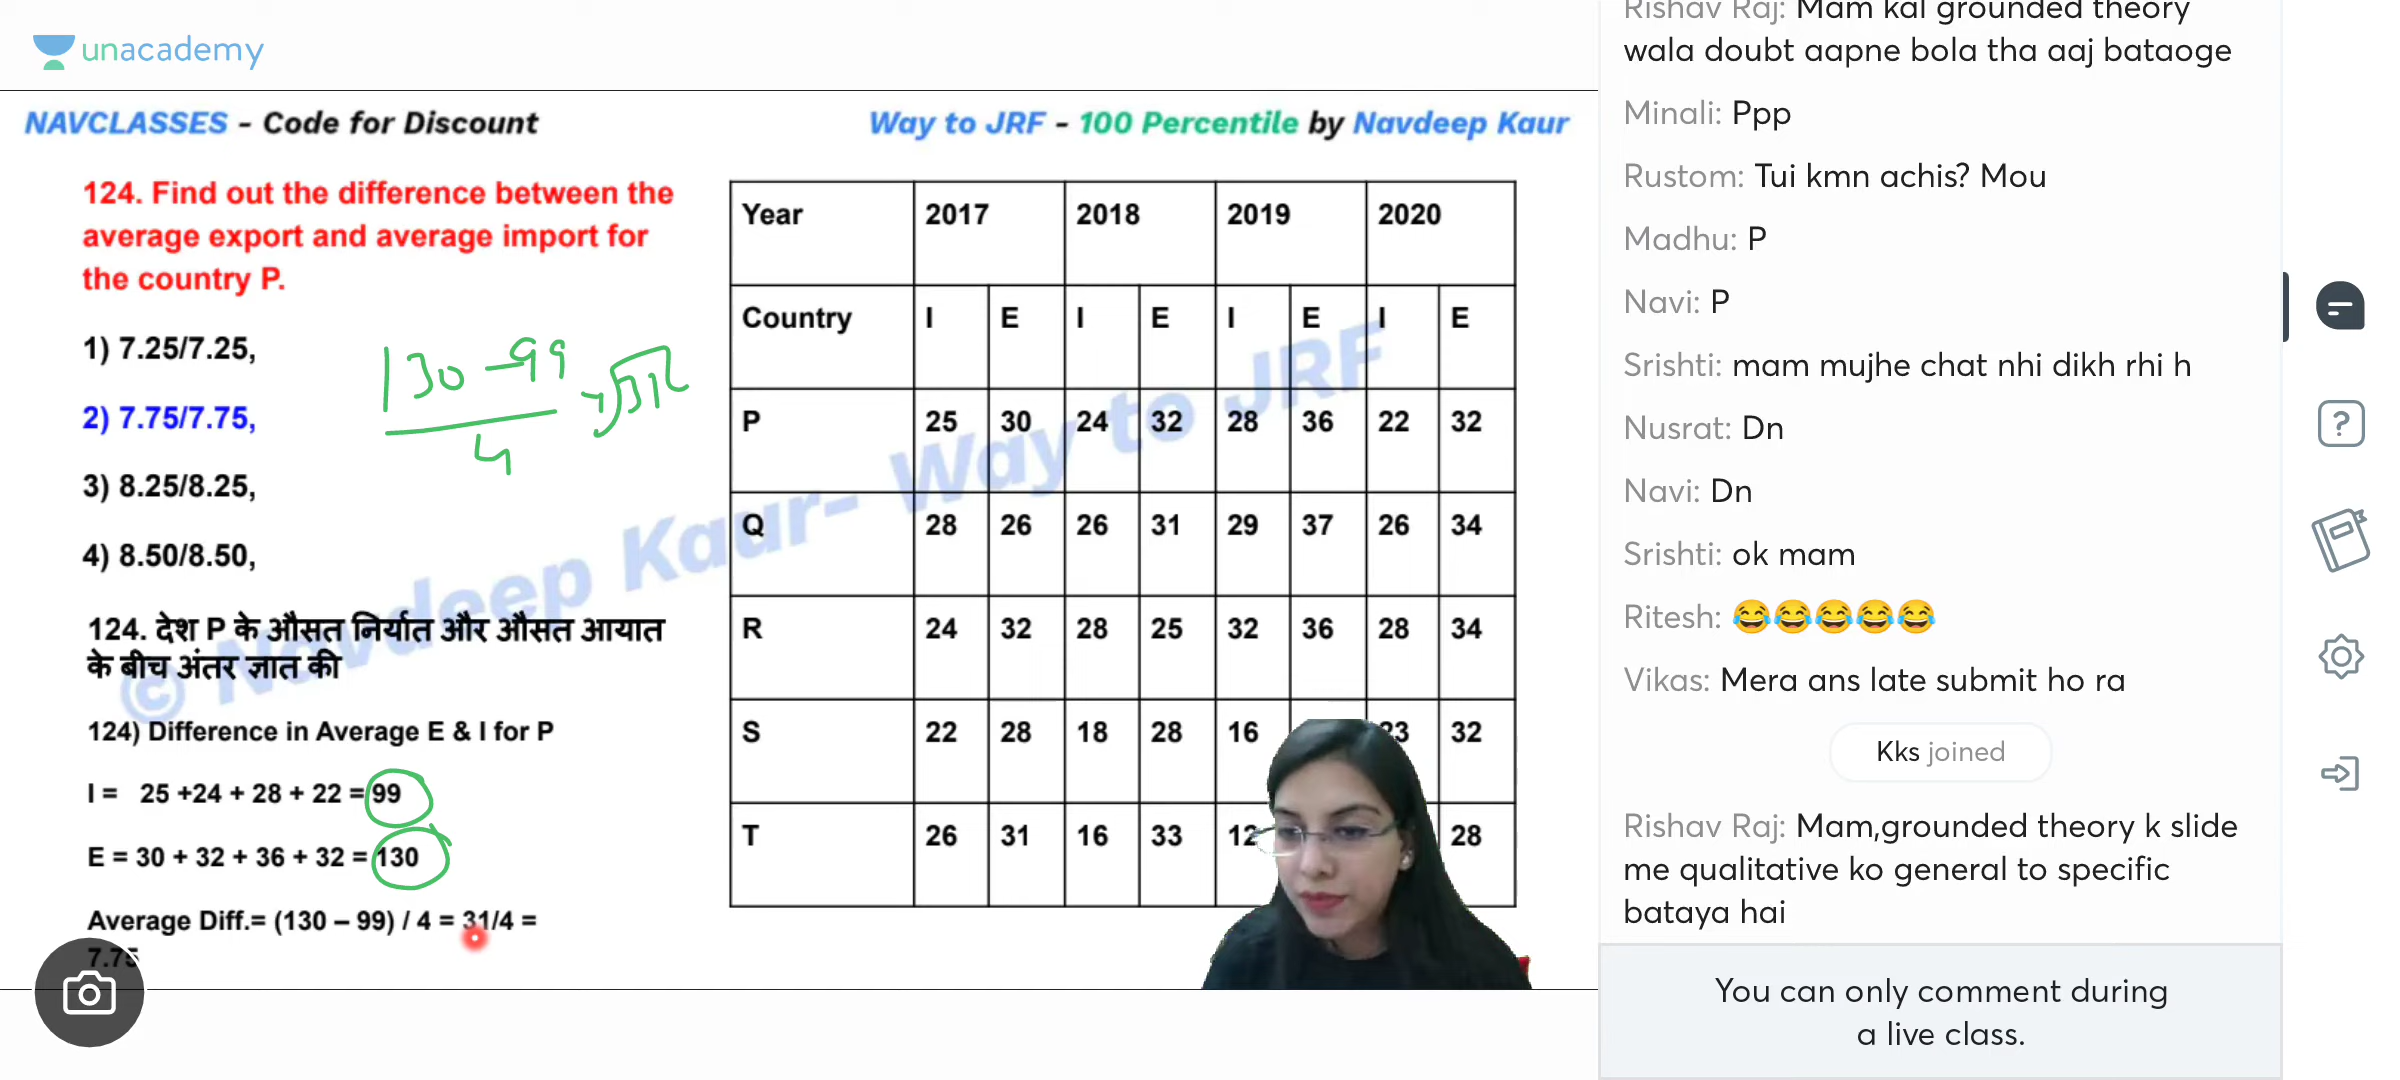 unacademy
NAVCLASSES - Code for Discount
Way to JRF - 100 Percentile by Navdeep Kaur
124. Find out the difference between the
average export and average import for
the country P.
1) 7.25/7.25,
2) 7.75/7.75,
3) 8.25/8.25,
4) 8.50/8.50,
130 - 99
4
124. देश P के औसत निर्यात और औसत आयात
के बीच अंतर ज्ञात की
124) Difference in Average E & I for P
I = 25 +24 + 28 + 22 = 99
E = 30 + 32 + 36 + 32 = 130
Average Diff.= (130 – 99) / 4 = 31/4 =
7.75
Year 2017 2018 2019 2020
Country I E I E I E I E
P 25 30 24 32 28 36 22 32
Q 28 26 26 31 29 37 26 34
R 24 32 28 25 32 36 28 34
S 22 28 18 28 16 23 32
T 26 31 16 33 12 28
© Navdeep Kaur- Way to JRF
Rishav Raj: Mam kal grounded theory
wala doubt aapne bola tha aaj bataoge
Minali: Ppp
Rustom: Tui kmn achis? Mou
Madhu: P
Navi: P
Srishti: mam mujhe chat nhi dikh rhi h
Nusrat: Dn
Navi: Dn
Srishti: ok mam
Ritesh: 😂😂😂😂😂
Vikas: Mera ans late submit ho ra
Kks joined
Rishav Raj: Mam,grounded theory k slide
me qualitative ko general to specific
bataya hai
You can only comment during
a live class.
?